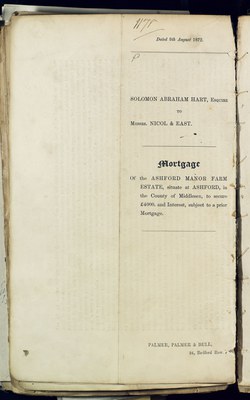 Dated 8th August 1872.
SOLOMON ABRAHAM HART, ESQUIRE
TO
MESSRS. NICOL & EAST.
Mortgage
Of the ASHFORD MANOR FARM
ESTATE, situate at ASHFORD, in
the County of Middlesex, to secure
£4000 and Interest, subject to a prior
Mortgage.
PALMER, PALMER & BULL,
24, Bedford Row.